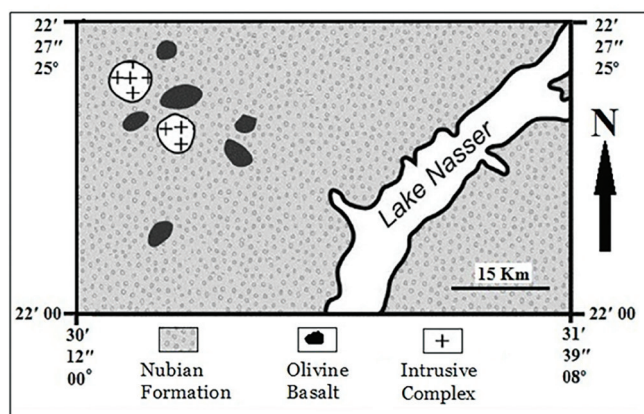 22′
27″
25°
22′
27″
25°
Lake Nasser
N
15 Km
22′ 00
22′ 00
30′
12″
00°
31′
39″
08°
Nubian
Formation
Olivine
Basalt
Intrusive
Complex